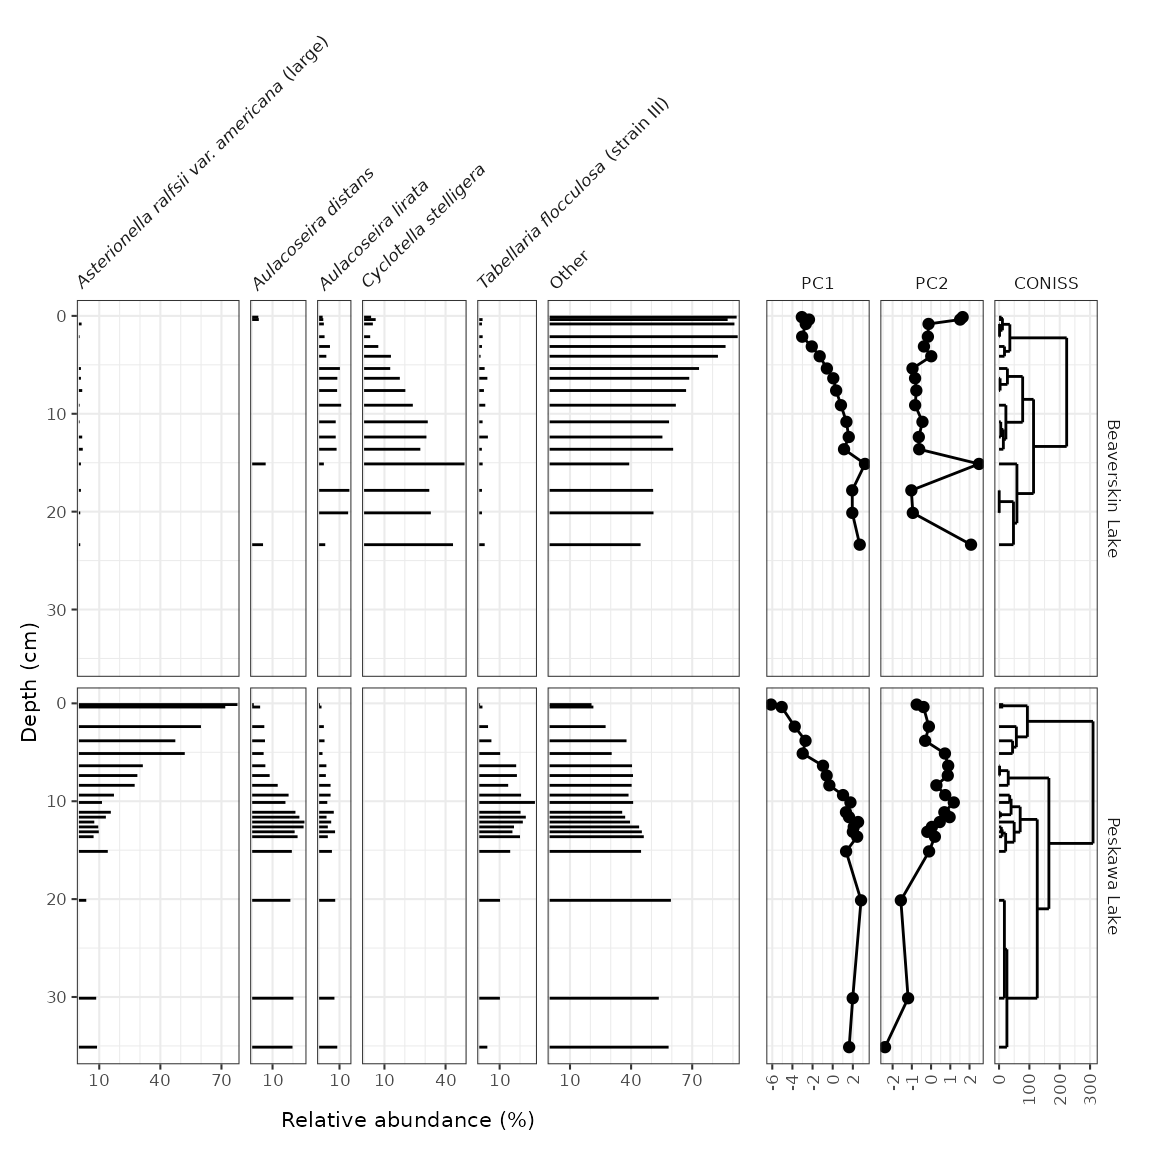 Asterionella ralfsii var. americana (large)
Aulacoseira distans
Aulacoseira lirata
Cyclotella stelligera
Tabellaria flocculosa (strain III)
Other
PC1
PC2
CONISS
0
10
20
30
Beaverskin Lake
Depth (cm)
0
10
20
30
Peskawa Lake
10 40 70
10
10
10 40
10
10 40 70
-6 -4 -2 0 2
-2 -1 0 1 2
0 100 200 300
Relative abundance (%)